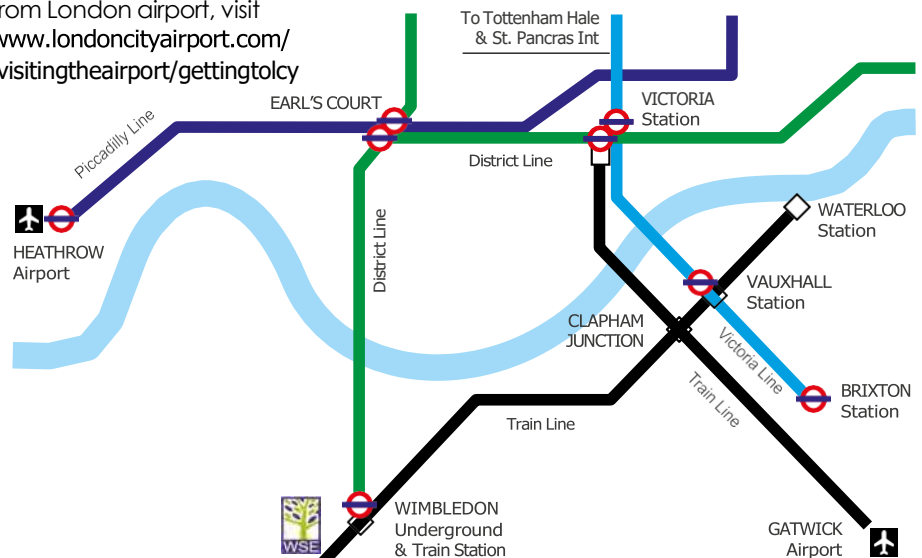 from London airport, visit
www.londoncityairport.com/
visitingtheairport/gettingtolcy
To Tottenham Hale
& St. Pancras Int
EARL'S COURT
VICTORIA
Station
Piccadilly Line
District Line
HEATHROW
Airport
District Line
WATERLOO
Station
VAUXHALL
Station
CLAPHAM
JUNCTION
Victoria Line
Train Line
BRIXTON
Station
Train Line
WIMBLEDON
Underground
& Train Station
WSE
GATWICK
Airport